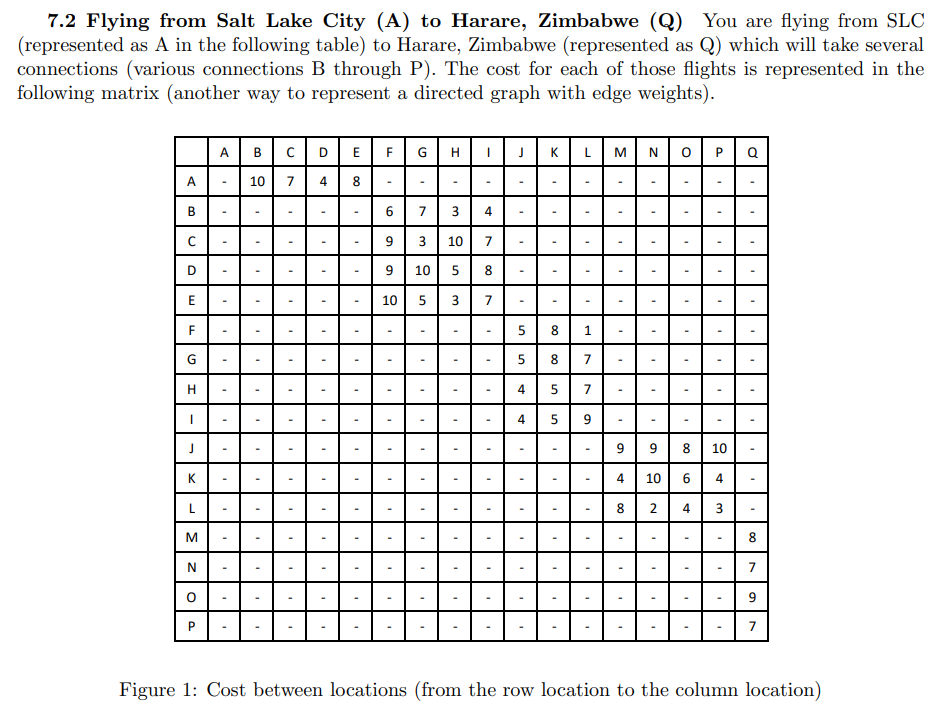 7.2 Flying from Salt Lake City (A) to Harare, Zimbabwe (Q) You are flying from SLC
(represented as A in the following table) to Harare, Zimbabwe (represented as Q) which will take several
connections (various connections B through P). The cost for each of those flights is represented in the
following matrix (another way to represent a directed graph with edge weights).
A B C D E F G H I J K L M N O P Q
A - 10 7 4 8 - - - - - - - - - - - -
B - - - - - 6 7 3 4 - - - - - - - -
C - - - - - 9 3 10 7 - - - - - - - -
D - - - - - 9 10 5 8 - - - - - - - -
E - - - - - 10 5 3 7 - - - - - - - -
F - - - - - - - - - 5 8 1 - - - - -
G - - - - - - - - - 5 8 7 - - - - -
H - - - - - - - - - 4 5 7 - - - - -
I - - - - - - - - - 4 5 9 - - - - -
J - - - - - - - - - - - - 9 9 8 10 -
K - - - - - - - - - - - - 4 10 6 4 -
L - - - - - - - - - - - - 8 2 4 3 -
M - - - - - - - - - - - - - - - - 8
N - - - - - - - - - - - - - - - - 7
O - - - - - - - - - - - - - - - - 9
P - - - - - - - - - - - - - - - - 7
Figure 1: Cost between locations (from the row location to the column location)